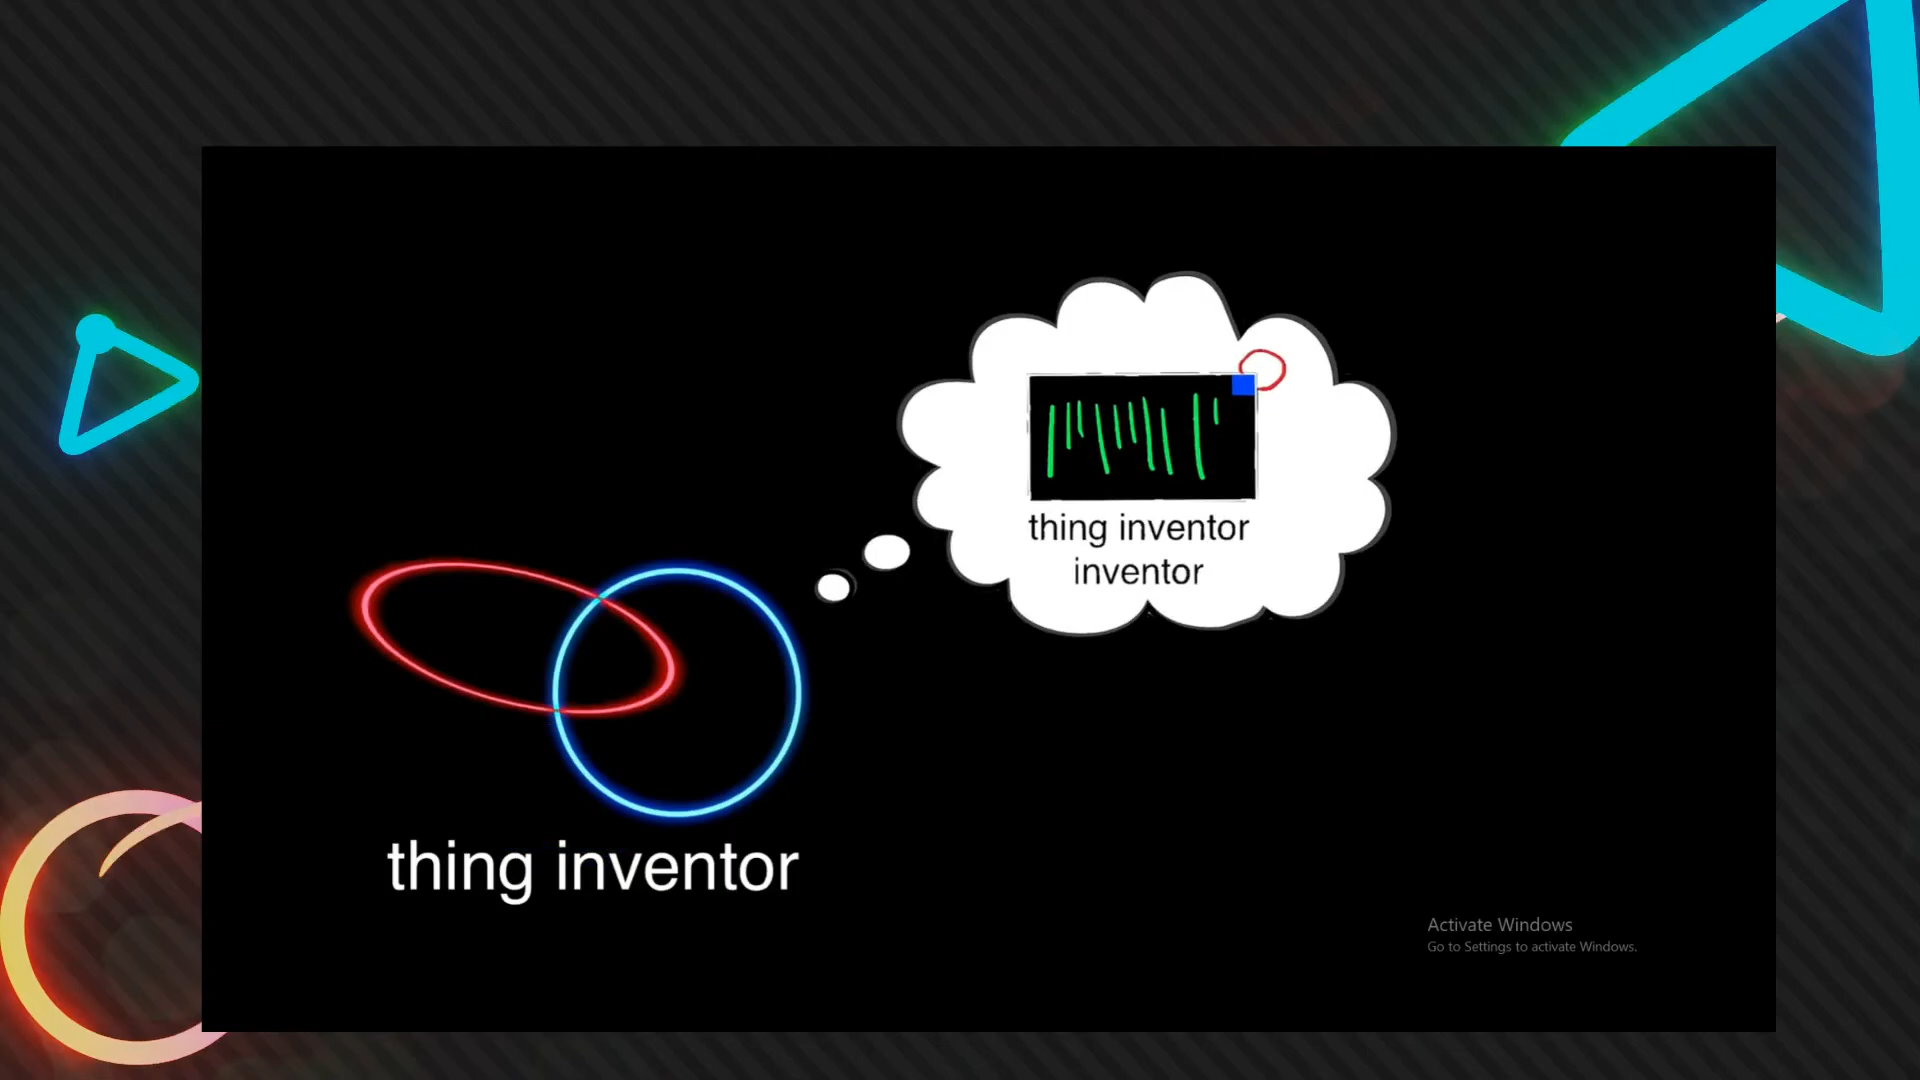 thing inventor
inventor
thing inventor
Activate Windows
Go to Settings to activate Windows.